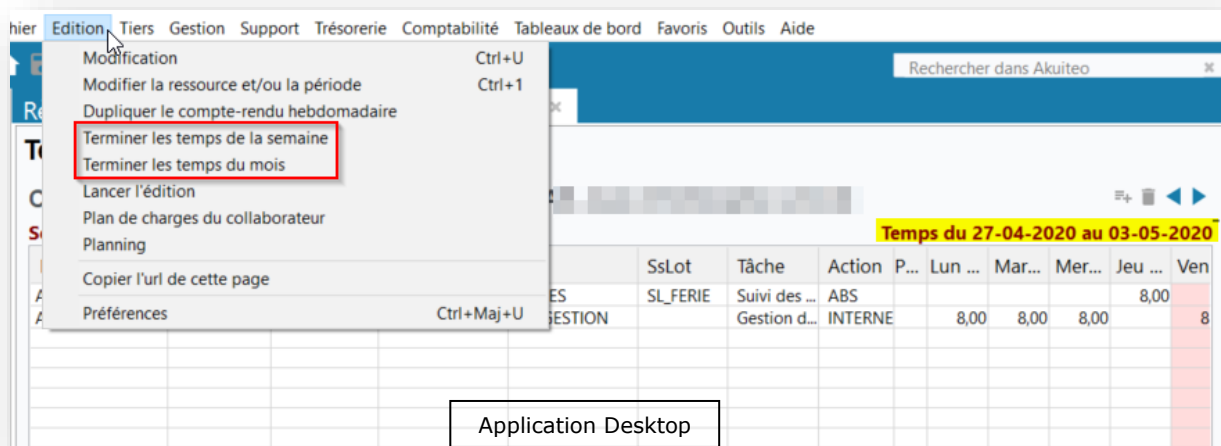 hier Edition Tiers Gestion Support Trésorerie Comptabilité Tableaux de bord Favoris Outils Aide
Modification Ctrl+U
Rechercher dans Akuiteo
Modifier la ressource et/ou la période Ctrl+1
Dupliquer le compte-rendu hebdomadaire
Terminer les temps de la semaine
Terminer les temps du mois
Lancer l'édition
Plan de charges du collaborateur
Temps du 27-04-2020 au 03-05-2020
Planning
SsLot Tâche Action P... Lun ... Mar... Mer... Jeu ... Ven
Copier l'url de cette page
ES SL_FERIE Suivi des ... ABS 8,00
Préférences Ctrl+Maj+U
GESTION Gestion d... INTERNE 8,00 8,00 8,00 8
Application Desktop